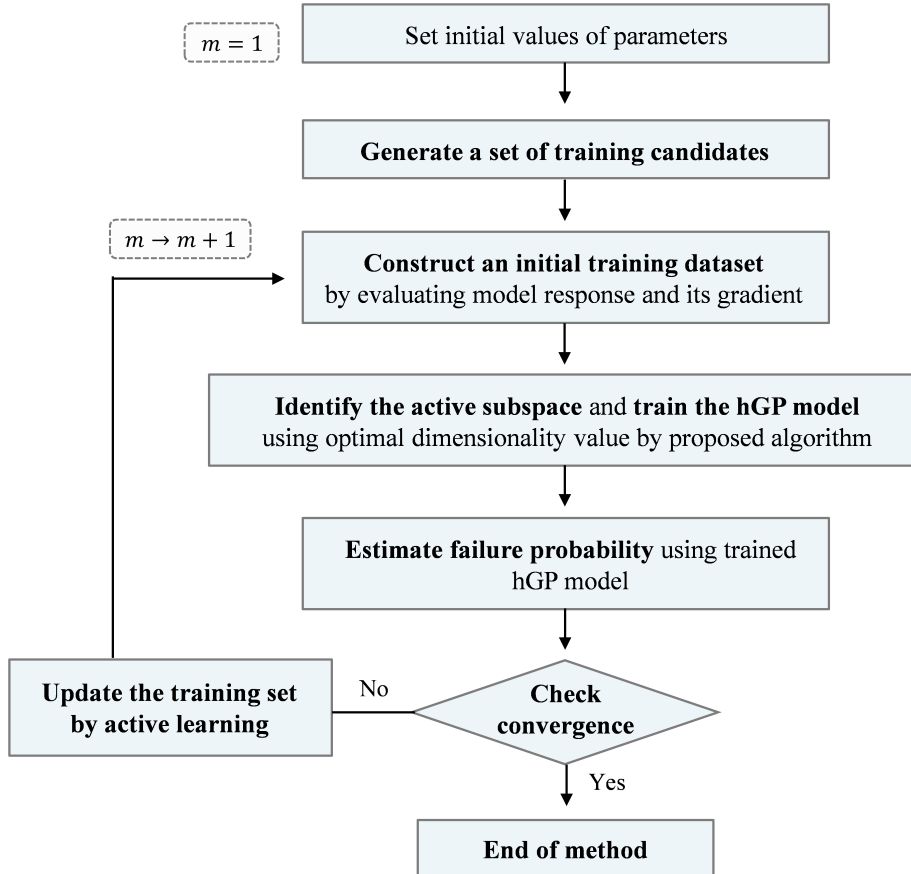 m = 1
Set initial values of parameters
Generate a set of training candidates
m → m + 1
Construct an initial training dataset
by evaluating model response and its gradient
Identify the active subspace and train the hGP model
using optimal dimensionality value by proposed algorithm
Estimate failure probability using trained
hGP model
Update the training set
by active learning
No
Check
convergence
Yes
End of method